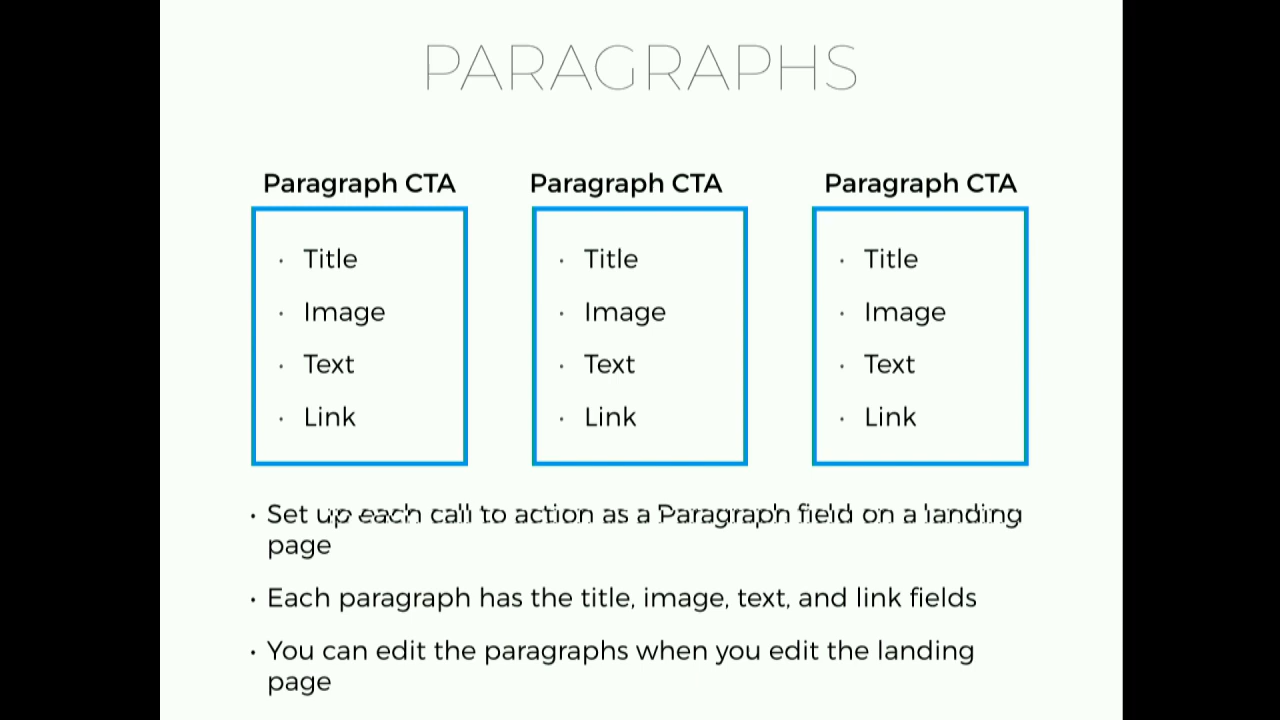 PARAGRAPHS
Paragraph CTA
· Title
· Image
· Text
· Link
Paragraph CTA
· Title
· Image
· Text
· Link
Paragraph CTA
· Title
· Image
· Text
· Link
· Set up each call to action as a Paragraph field on a landing
page
· Each paragraph has the title, image, text, and link fields
· You can edit the paragraphs when you edit the landing
page